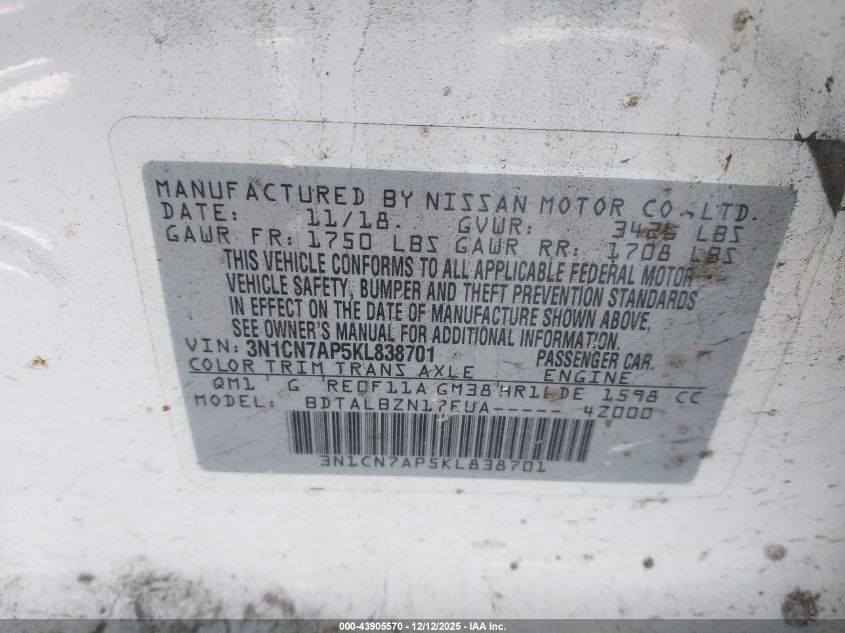 MANUFACTURED BY NISSAN MOTOR CO.,LTD.
DATE: 11/18. GVWR: 3425 LBS
GAWR FR: 1750 LBS GAWR RR: 1708 LBS
THIS VEHICLE CONFORMS TO ALL APPLICABLE FEDERAL MOTOR
VEHICLE SAFETY, BUMPER AND THEFT PREVENTION STANDARDS
IN EFFECT ON THE DATE OF MANUFACTURE SHOWN ABOVE.
SEE OWNER'S MANUAL FOR ADDITIONAL INFORMATION.
VIN: 3N1CN7AP5KL838701 PASSENGER CAR.
COLOR TRIM TRANS AXLE ENGINE
QM1 G RE0F11A GM38 HR16DE 1598 CC
MODEL: BDTALBZN17EUA----- 4Z000
3N1CN7AP5KL838701
000-43905570 — 12/12/2025 — IAA Inc.